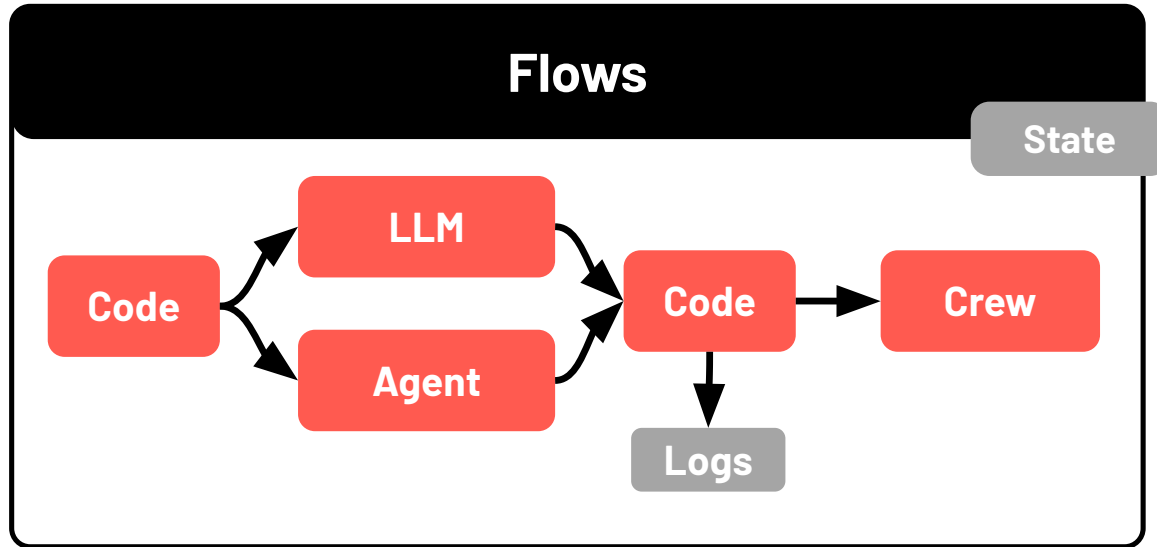 Flows
State
LLM
Code
Agent
Code
Crew
Logs